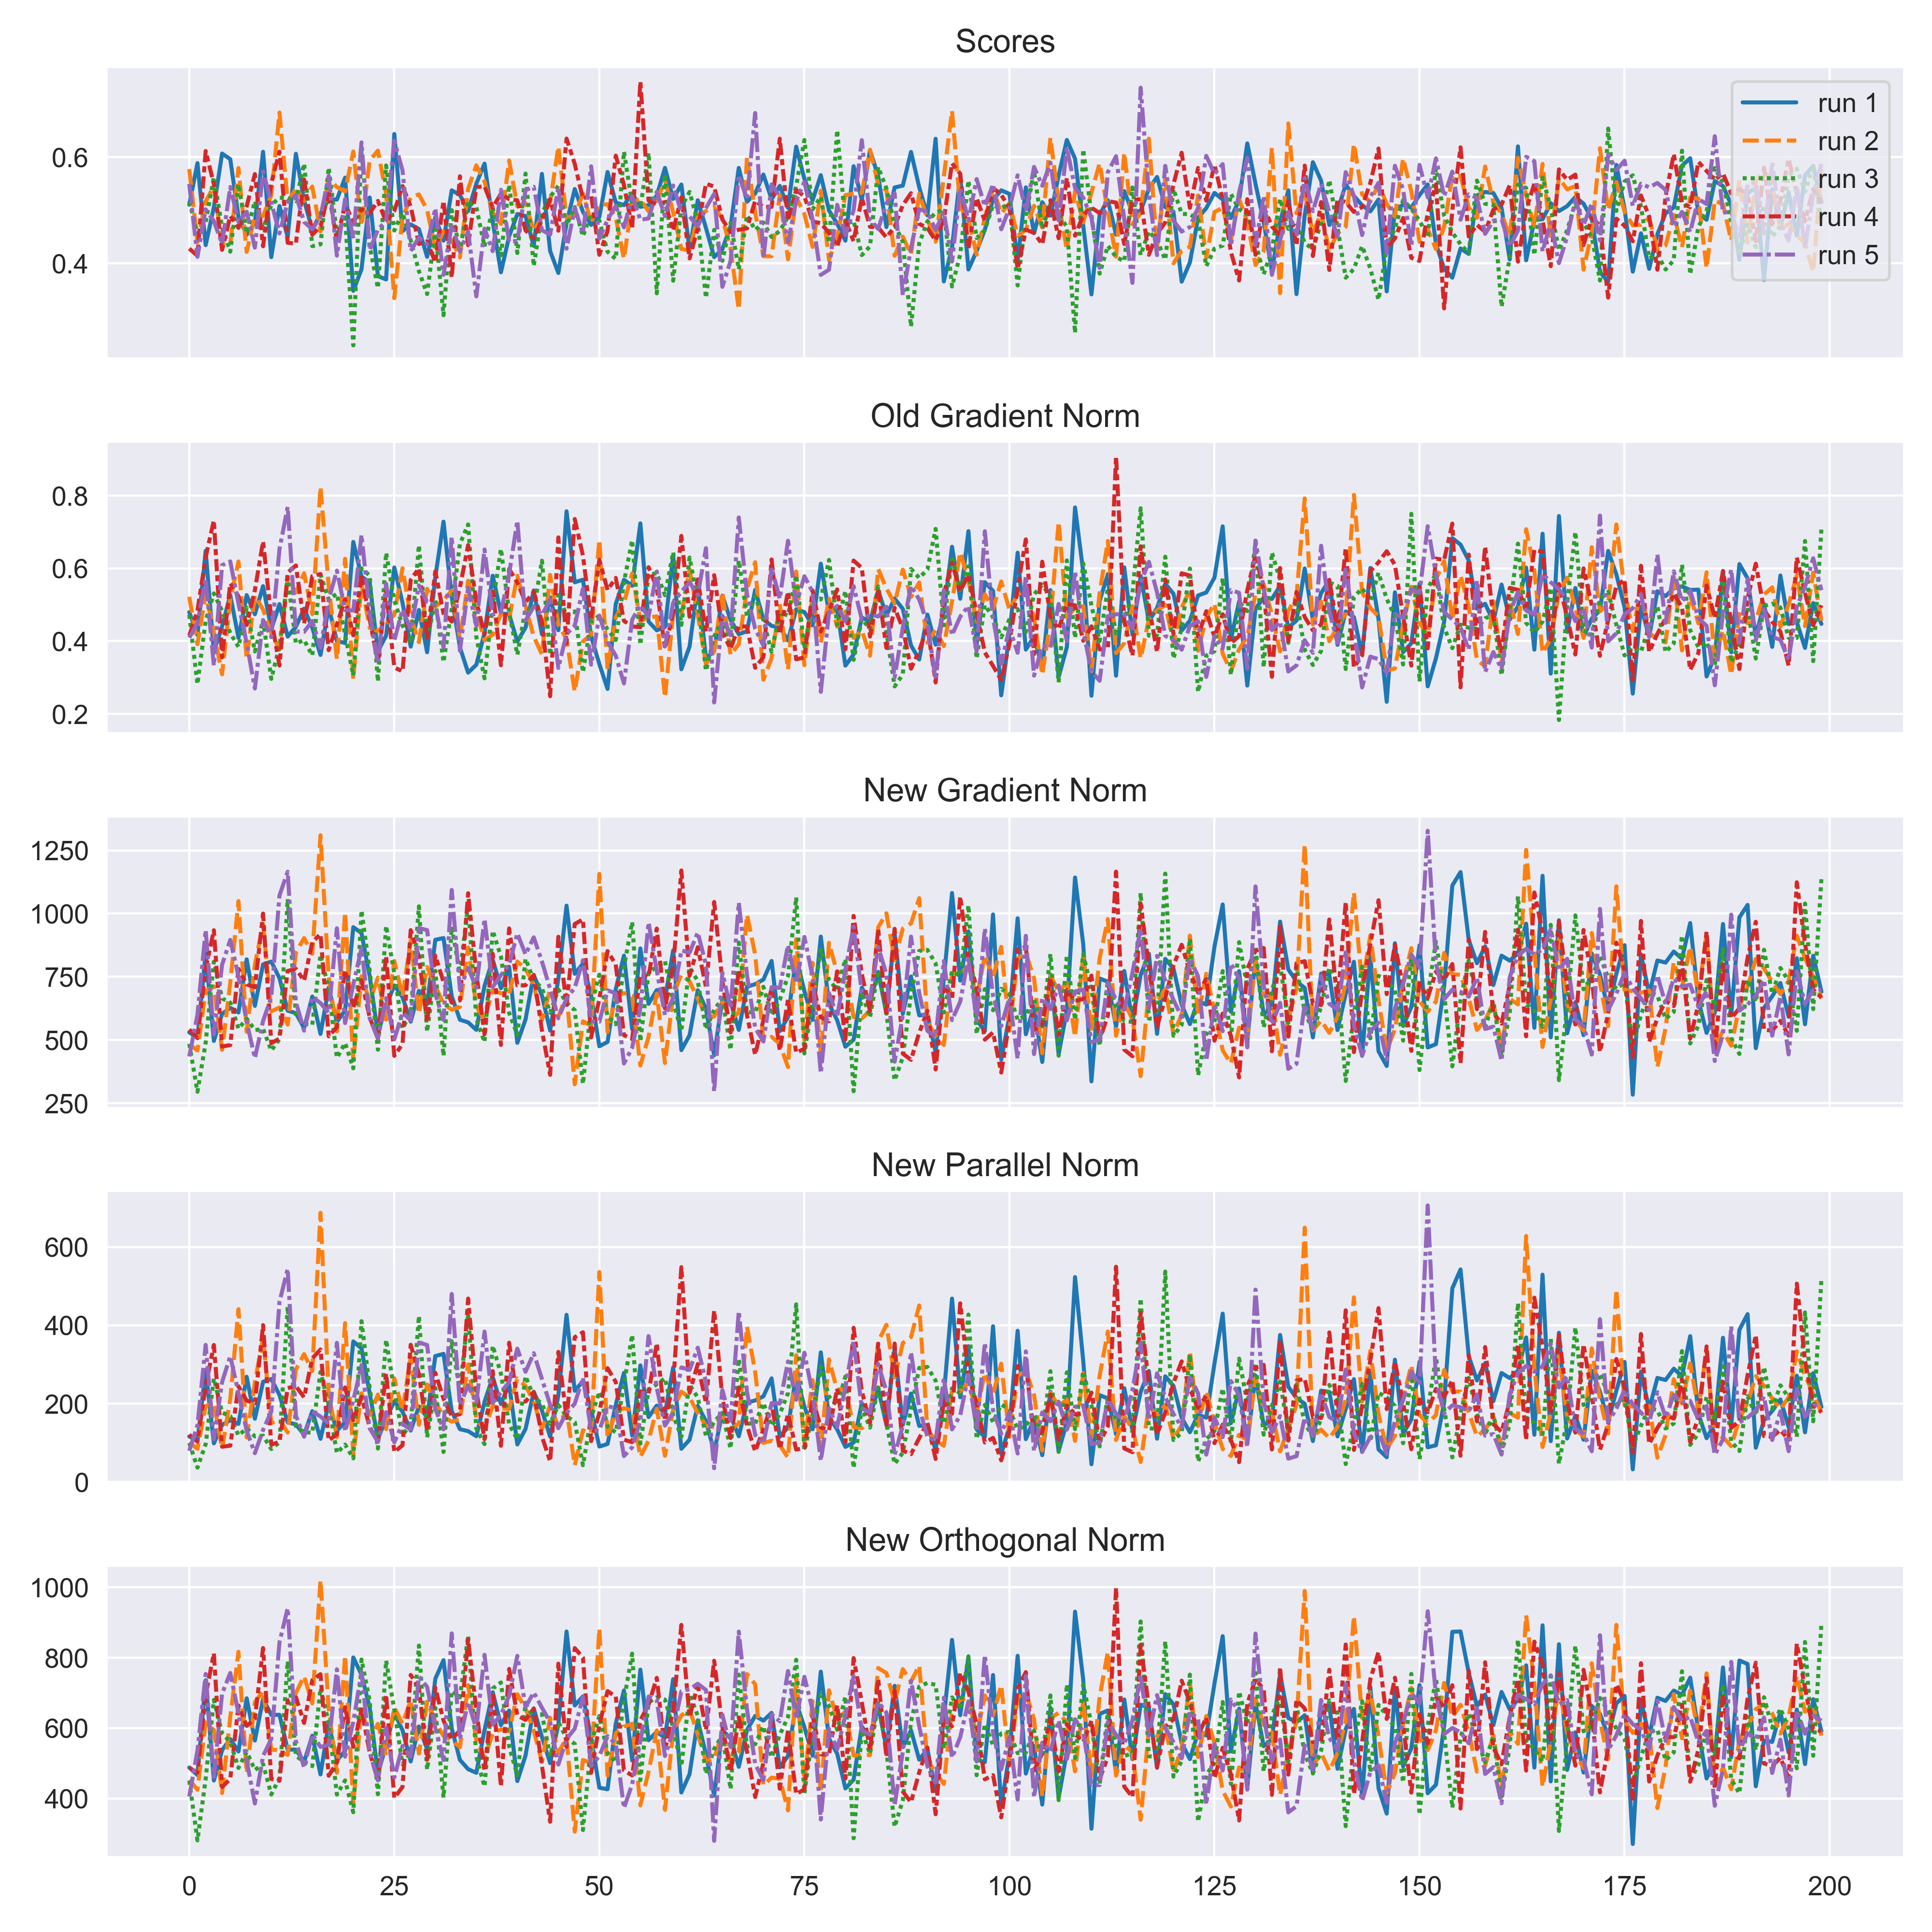 Scores
0.6
0.4
run 1
run 2
run 3
run 4
run 5
Old Gradient Norm
0.8
0.6
0.4
0.2
New Gradient Norm
1250
1000
750
500
250
New Parallel Norm
600
400
200
0
New Orthogonal Norm
1000
800
600
400
0 25 50 75 100 125 150 175 200